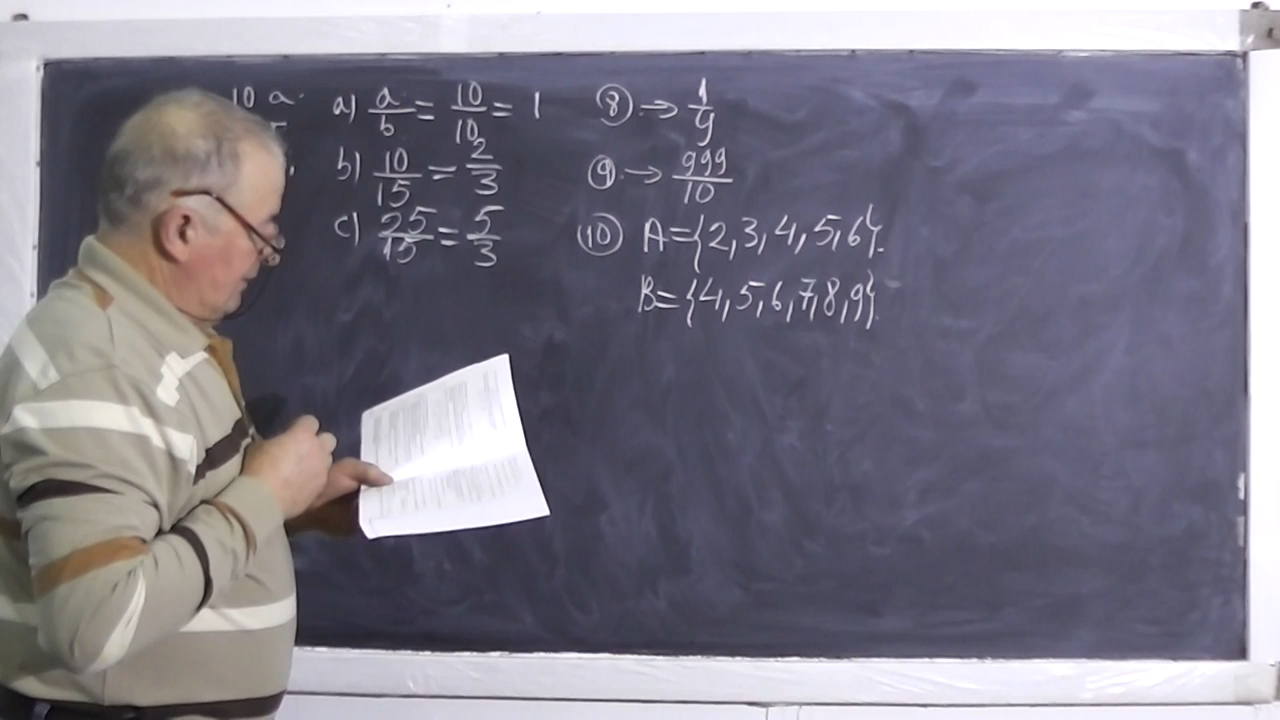 10 a.
a) a/b = 10/10 = 1
b) 10/15 = 2/3
c) 25/15 = 5/3
⑧ → 1/9
⑨ → 999/10
⑩ A={2,3,4,5,6}.
B={4,5,6,7,8,9}.